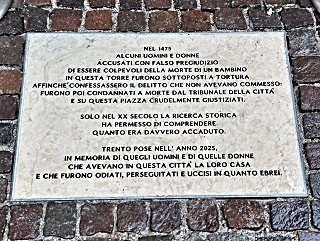 NEL 1475
ALCUNI UOMINI E DONNE
ACCUSATI CON FALSO PREGIUDIZIO
DI ESSERE COLPEVOLI DELLA MORTE DI UN BAMBINO
IN QUESTA TORRE FURONO SOTTOPOSTI A TORTURA
AFFINCHÉ CONFESSASSERO IL DELITTO CHE NON AVEVANO COMMESSO.
FURONO POI CONDANNATI A MORTE DAL TRIBUNALE DELLA CITTÀ
E SU QUESTA PIAZZA CRUDELMENTE GIUSTIZIATI.
SOLO NEL XX SECOLO LA RICERCA STORICA
HA PERMESSO DI COMPRENDERE
QUANTO ERA DAVVERO ACCADUTO.
TRENTO POSE NELL' ANNO 2025,
IN MEMORIA DI QUEGLI UOMINI E DI QUELLE DONNE
CHE AVEVANO IN QUESTA CITTÀ LA LORO CASA
E CHE FURONO ODIATI, PERSEGUITATI E UCCISI IN QUANTO EBREI.